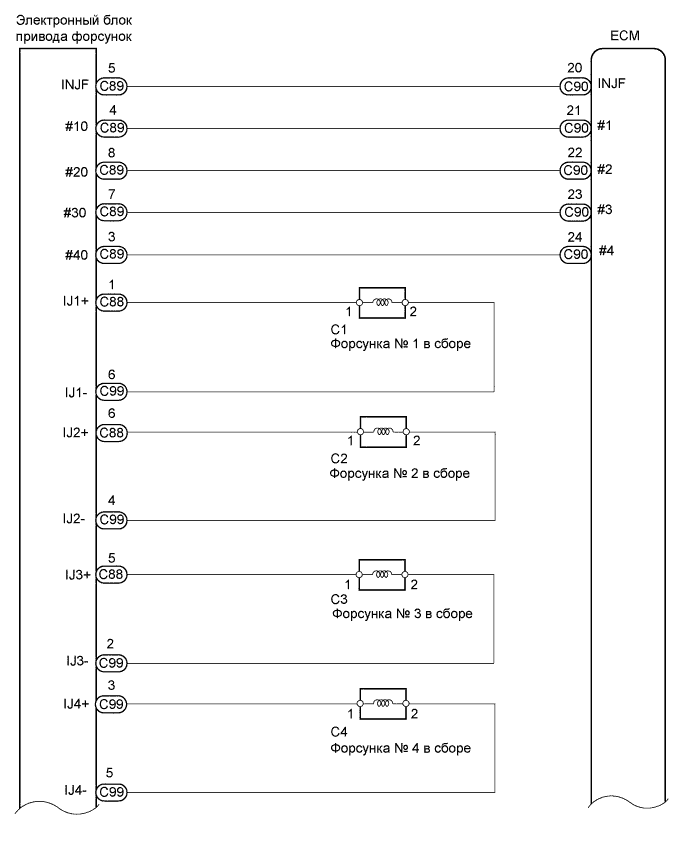 Электронный блок
привода форсунок
ECM
5
20
INJF
C89
C90
INJF
4
21
#10
C89
C90
#1
8
22
#20
C89
C90
#2
7
23
#30
C89
C90
#3
3
24
#40
C89
C90
#4
1
IJ1+
C88
1
2
C1
Форсунка № 1 в сборе
6
IJ1-
C99
6
IJ2+
C88
1
2
C2
Форсунка № 2 в сборе
4
IJ2-
C99
5
IJ3+
C88
1
2
C3
Форсунка № 3 в сборе
2
IJ3-
C99
3
IJ4+
C99
1
2
C4
Форсунка № 4 в сборе
5
IJ4-
C99